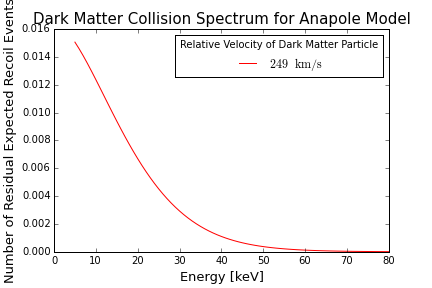 Dark Matter Collision Spectrum for Anapole Model
Number of Residual Expected Recoil Events
0.016
0.014
0.012
0.010
0.008
0.006
0.004
0.002
0.000
Relative Velocity of Dark Matter Particle
249 km/s
0 10 20 30 40 50 60 70 80
Energy [keV]